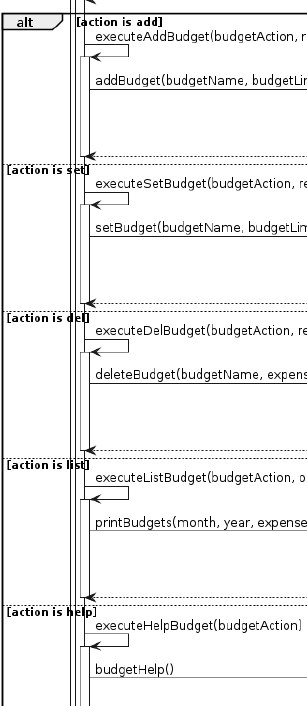 alt
[action is add]
executeAddBudget(budgetAction, r
addBudget(budgetName, budgetLim
[action is set]
executeSetBudget(budgetAction, re
setBudget(budgetName, budgetLim
[action is del]
executeDelBudget(budgetAction, re
deleteBudget(budgetName, expens
[action is list]
executeListBudget(budgetAction, o
printBudgets(month, year, expense
[action is help]
executeHelpBudget(budgetAction)
budgetHelp()